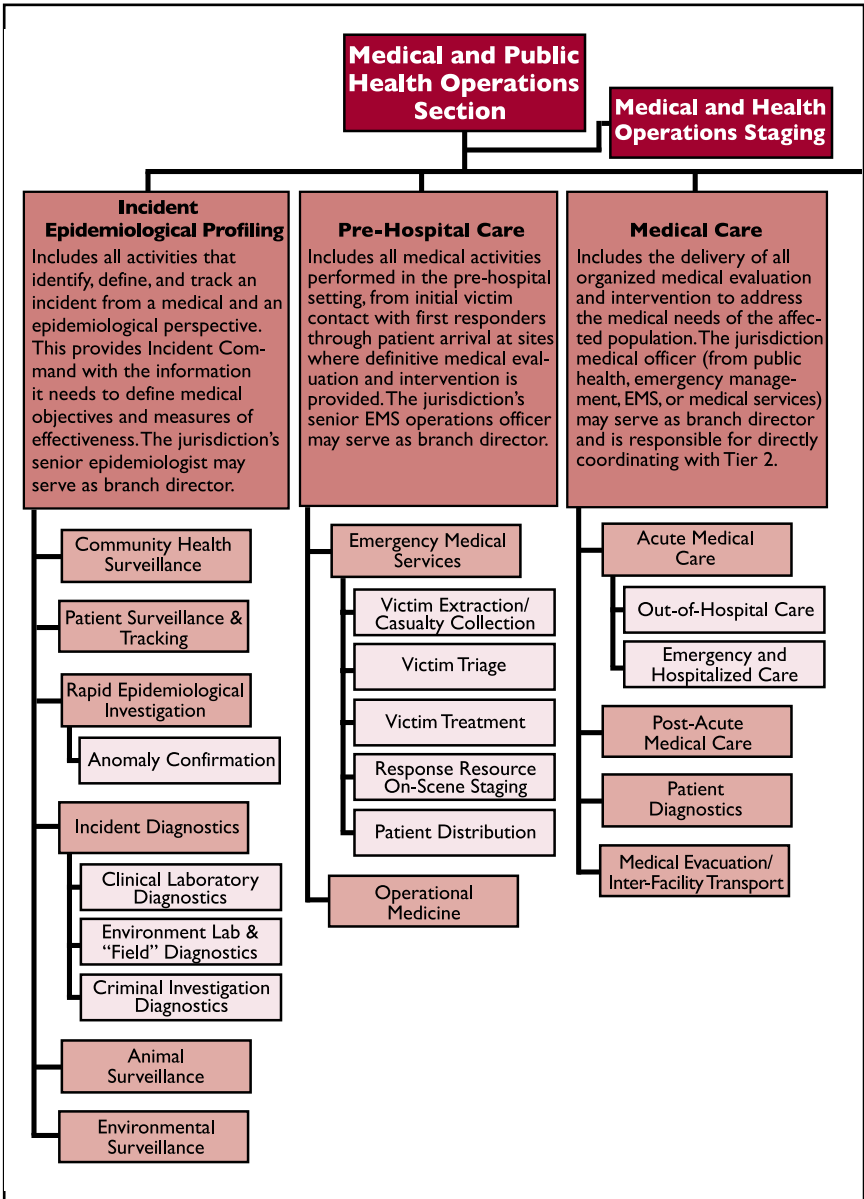 Medical and Public
Health Operations
Section
Medical and Health
Operations Staging
Incident
Epidemiological Profiling
Includes all activities that
identify, define, and track an
incident from a medical and an
epidemiological perspective.
This provides Incident Com-
mand with the information
it needs to define medical
objectives and measures of
effectiveness. The jurisdiction's
senior epidemiologist may
serve as branch director.
Community Health
Surveillance
Patient Surveillance &
Tracking
Rapid Epidemiological
Investigation
Anomaly Confirmation
Incident Diagnostics
Clinical Laboratory
Diagnostics
Environment Lab &
“Field” Diagnostics
Criminal Investigation
Diagnostics
Animal
Surveillance
Environmental
Surveillance
Pre-Hospital Care
Includes all medical activities
performed in the pre-hospital
setting, from initial victim
contact with first responders
through patient arrival at sites
where definitive medical eval-
uation and intervention is
provided. The jurisdiction's
senior EMS operations officer
may serve as branch director.
Emergency Medical
Services
Victim Extraction/
Casualty Collection
Victim Triage
Victim Treatment
Response Resource
On-Scene Staging
Patient Distribution
Operational
Medicine
Medical Care
Includes the delivery of all
organized medical evaluation
and intervention to address
the medical needs of the affec-
ted population. The jurisdiction
medical officer (from public
health, emergency manage-
ment, EMS, or medical services)
may serve as branch director
and is responsible for directly
coordinating with Tier 2.
Acute Medical
Care
Out-of-Hospital Care
Emergency and
Hospitalized Care
Post-Acute
Medical Care
Patient
Diagnostics
Medical Evacuation/
Inter-Facility Transport